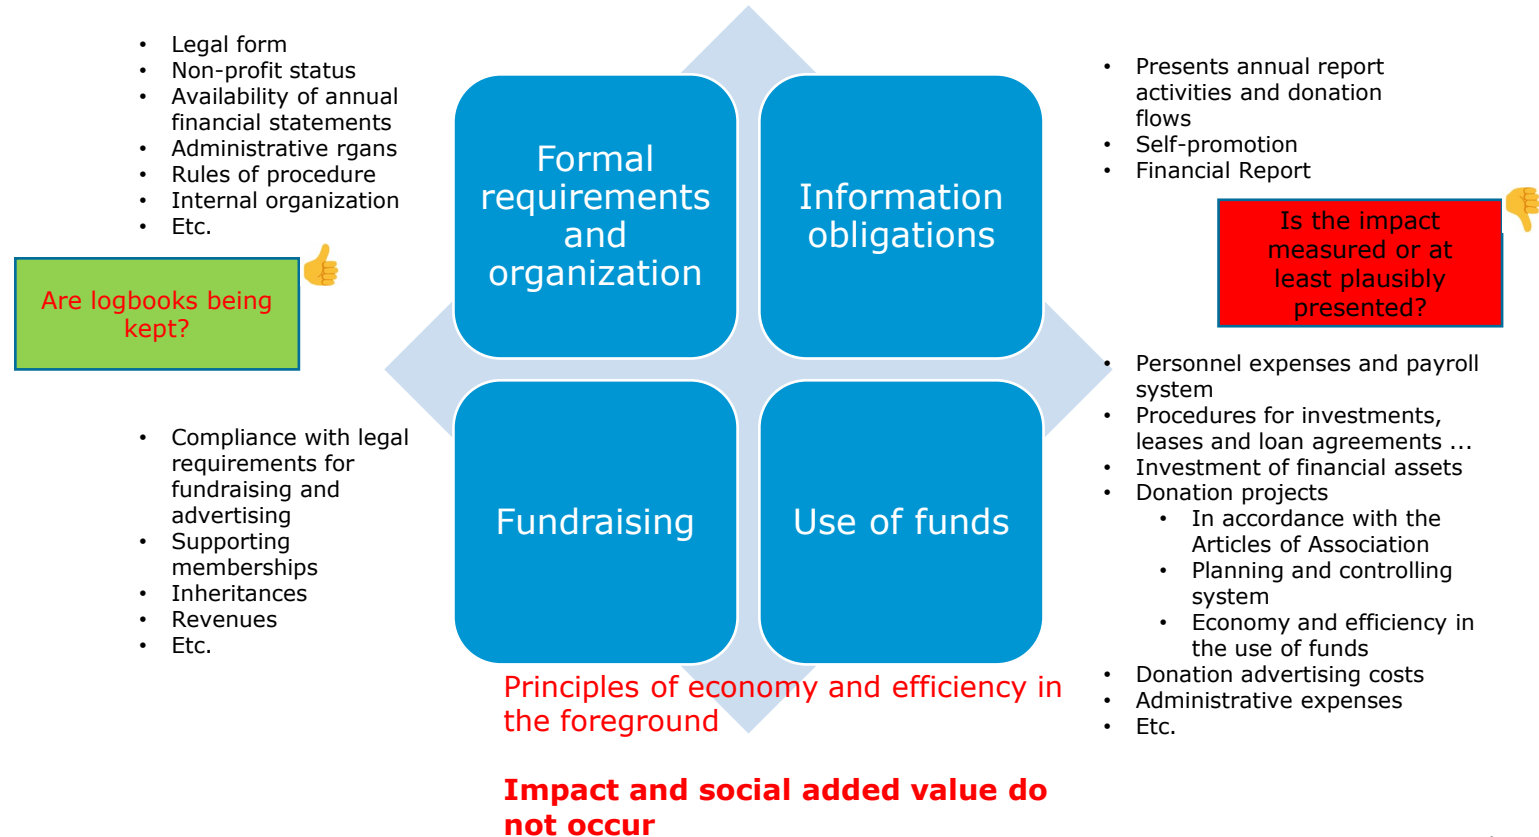 • Legal form
• Non-profit status
• Availability of annual
financial statements
• Administrative rgans
• Rules of procedure
• Internal organization
• Etc.
Are logbooks being
kept?
• Compliance with legal
requirements for
fundraising and
advertising
• Supporting
memberships
• Inheritances
• Revenues
• Etc.
Formal
requirements
and
organization
Information
obligations
Fundraising
Use of funds
Principles of economy and efficiency in
the foreground
Impact and social added value do
not occur
• Presents annual report
activities and donation
flows
• Self-promotion
• Financial Report
Is the impact
measured or at
least plausibly
presented?
• Personnel expenses and payroll
system
• Procedures for investments,
leases and loan agreements ...
• Investment of financial assets
• Donation projects
• In accordance with the
Articles of Association
• Planning and controlling
system
• Economy and efficiency in
the use of funds
• Donation advertising costs
• Administrative expenses
• Etc.